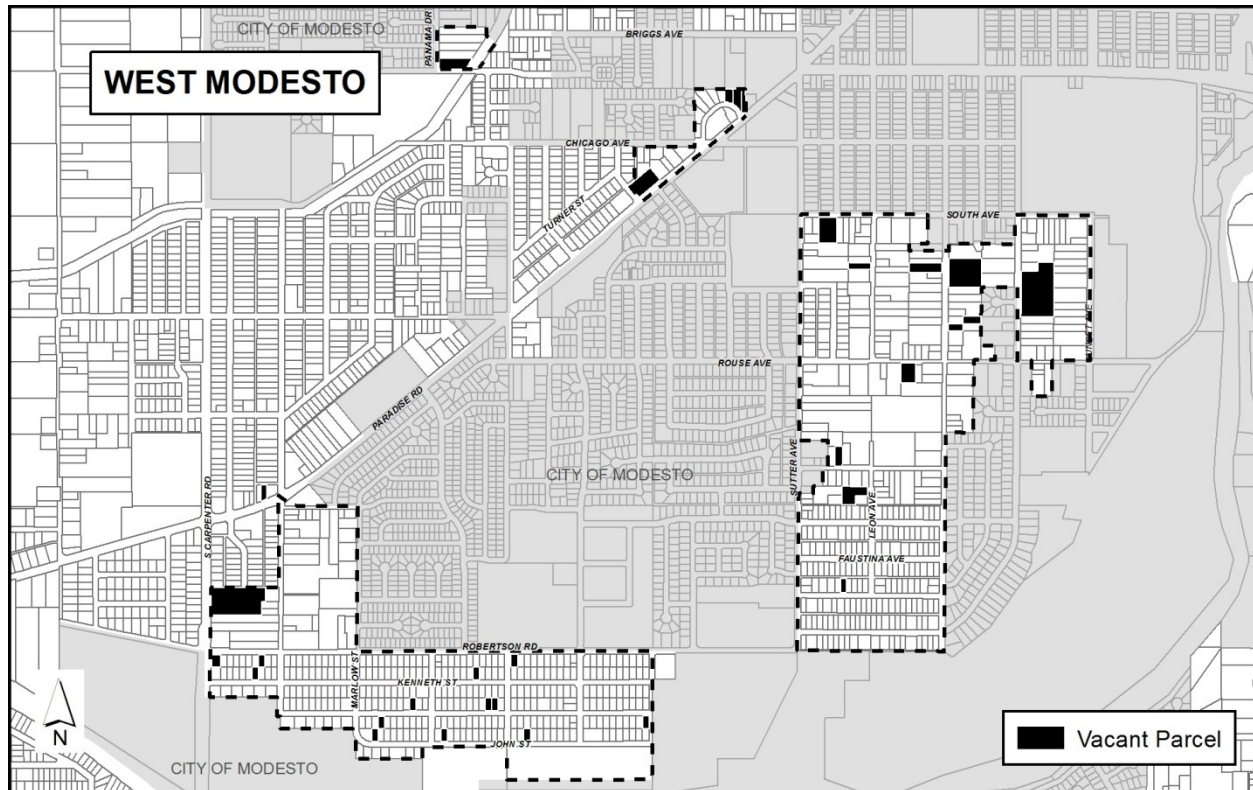 CITY OF MODESTO
PANAMA DR
BRIGGS AVE
WEST MODESTO
CHICAGO AVE
TURNER ST
SOUTH AVE
ROUSE AVE
PARADISE RD
CITY OF MODESTO
SUTTER AVE
LEON AVE
S CARPENTER RD
FAUSTINA AVE
ROBERTSON RD
MARLOW ST
KENNETH ST
JOHN ST
N
CITY OF MODESTO
Vacant Parcel